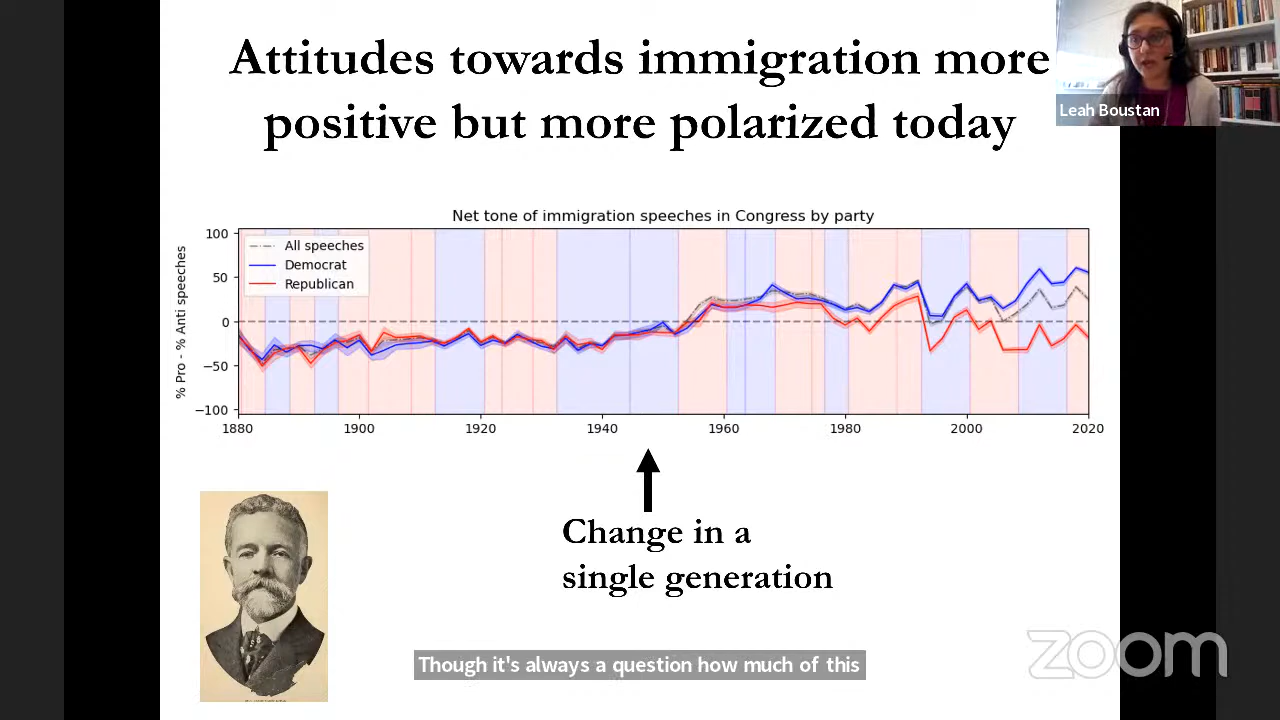 Attitudes towards immigration more
positive but more polarized today
Leah Boustan
Net tone of immigration speeches in Congress by party
% Pro - % Anti speeches
100
50
0
−50
−100
All speeches
Democrat
Republican
1880 1900 1920 1940 1960 1980 2000 2020
Change in a
single generation
Though it's always a question how much of this
zoom